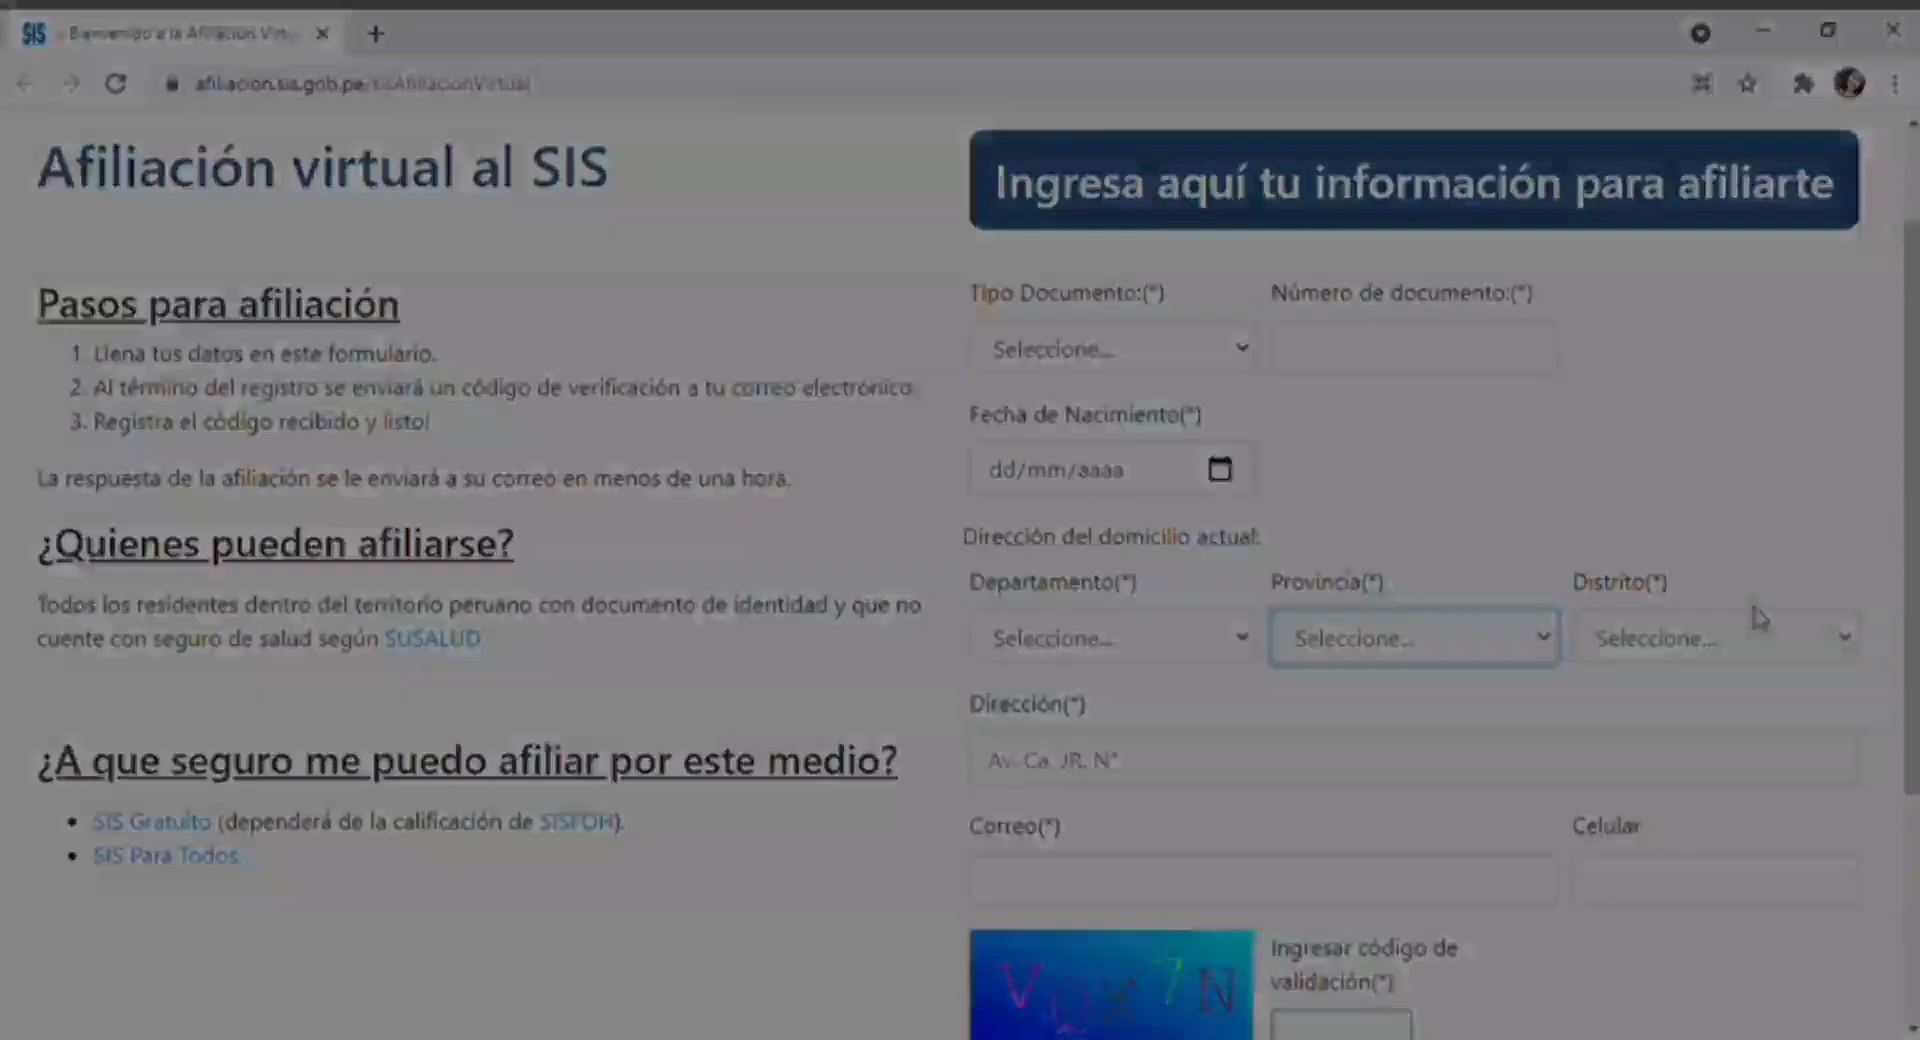 SIS Bienvenido a la Afiliación Virtu
afiliacion.sis.gob.pe/sisAfiliacionVirtual
Afiliación virtual al SIS
Pasos para afiliación
1. Llena tus datos en este formulario.
2. Al término del registro se enviará un código de verificación a tu correo electrónico
3. Registra el código recibido y listo!
La respuesta de la afiliación se le enviará a su correo en menos de una hora.
¿Quienes pueden afiliarse?
Todos los residentes dentro del territorio peruano con documento de identidad y que no
cuente con seguro de salud según SUSALUD
¿A que seguro me puedo afiliar por este medio?
• SIS Gratuito (dependerá de la calificación de SISFOH).
• SIS Para Todos.
Ingresa aquí tu información para afiliarte
Tipo Documento:(*) Número de documento:(*)
Seleccione...
Fecha de Nacimiento(*)
dd/mm/aaaa
Dirección del domicilio actual:
Departamento(*) Provincia(*) Distrito(*)
Seleccione... Seleccione... Seleccione...
Dirección(*)
Av. Ca. JR. N°
Correo(*) Celular
Ingresar código de
validación(*)